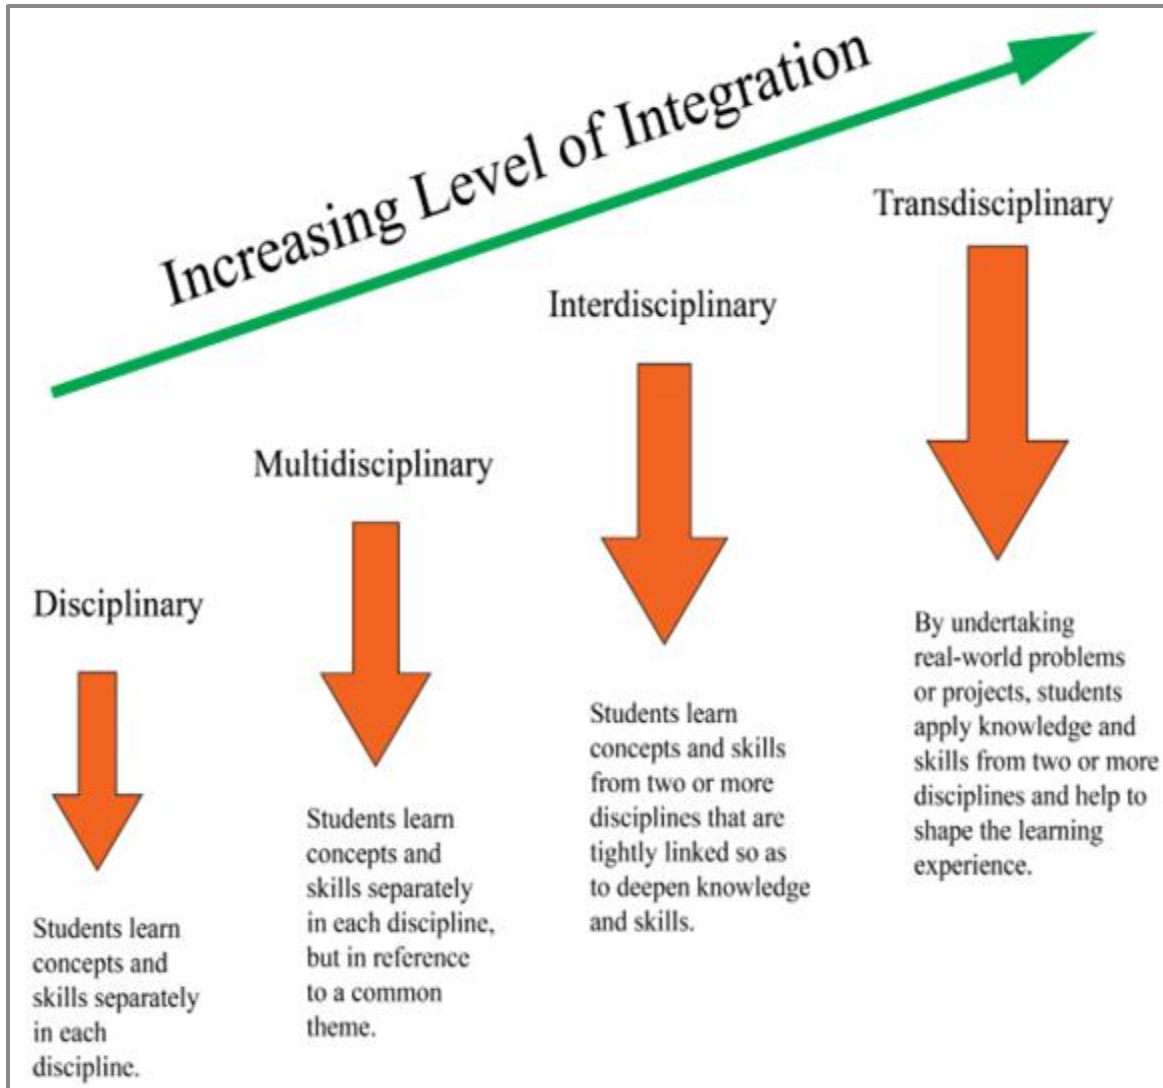 Increasing Level of Integration
Transdisciplinary
Interdisciplinary
Multidisciplinary
Disciplinary
Students learn
concepts and
skills separately
in each
discipline.
Students learn
concepts and
skills separately
in each discipline,
but in reference
to a common
theme.
Students learn
concepts and skills
from two or more
disciplines that are
tightly linked so as
to deepen knowledge
and skills.
By undertaking
real-world problems
or projects, students
apply knowledge and
skills from two or more
disciplines and help to
shape the learning
experience.